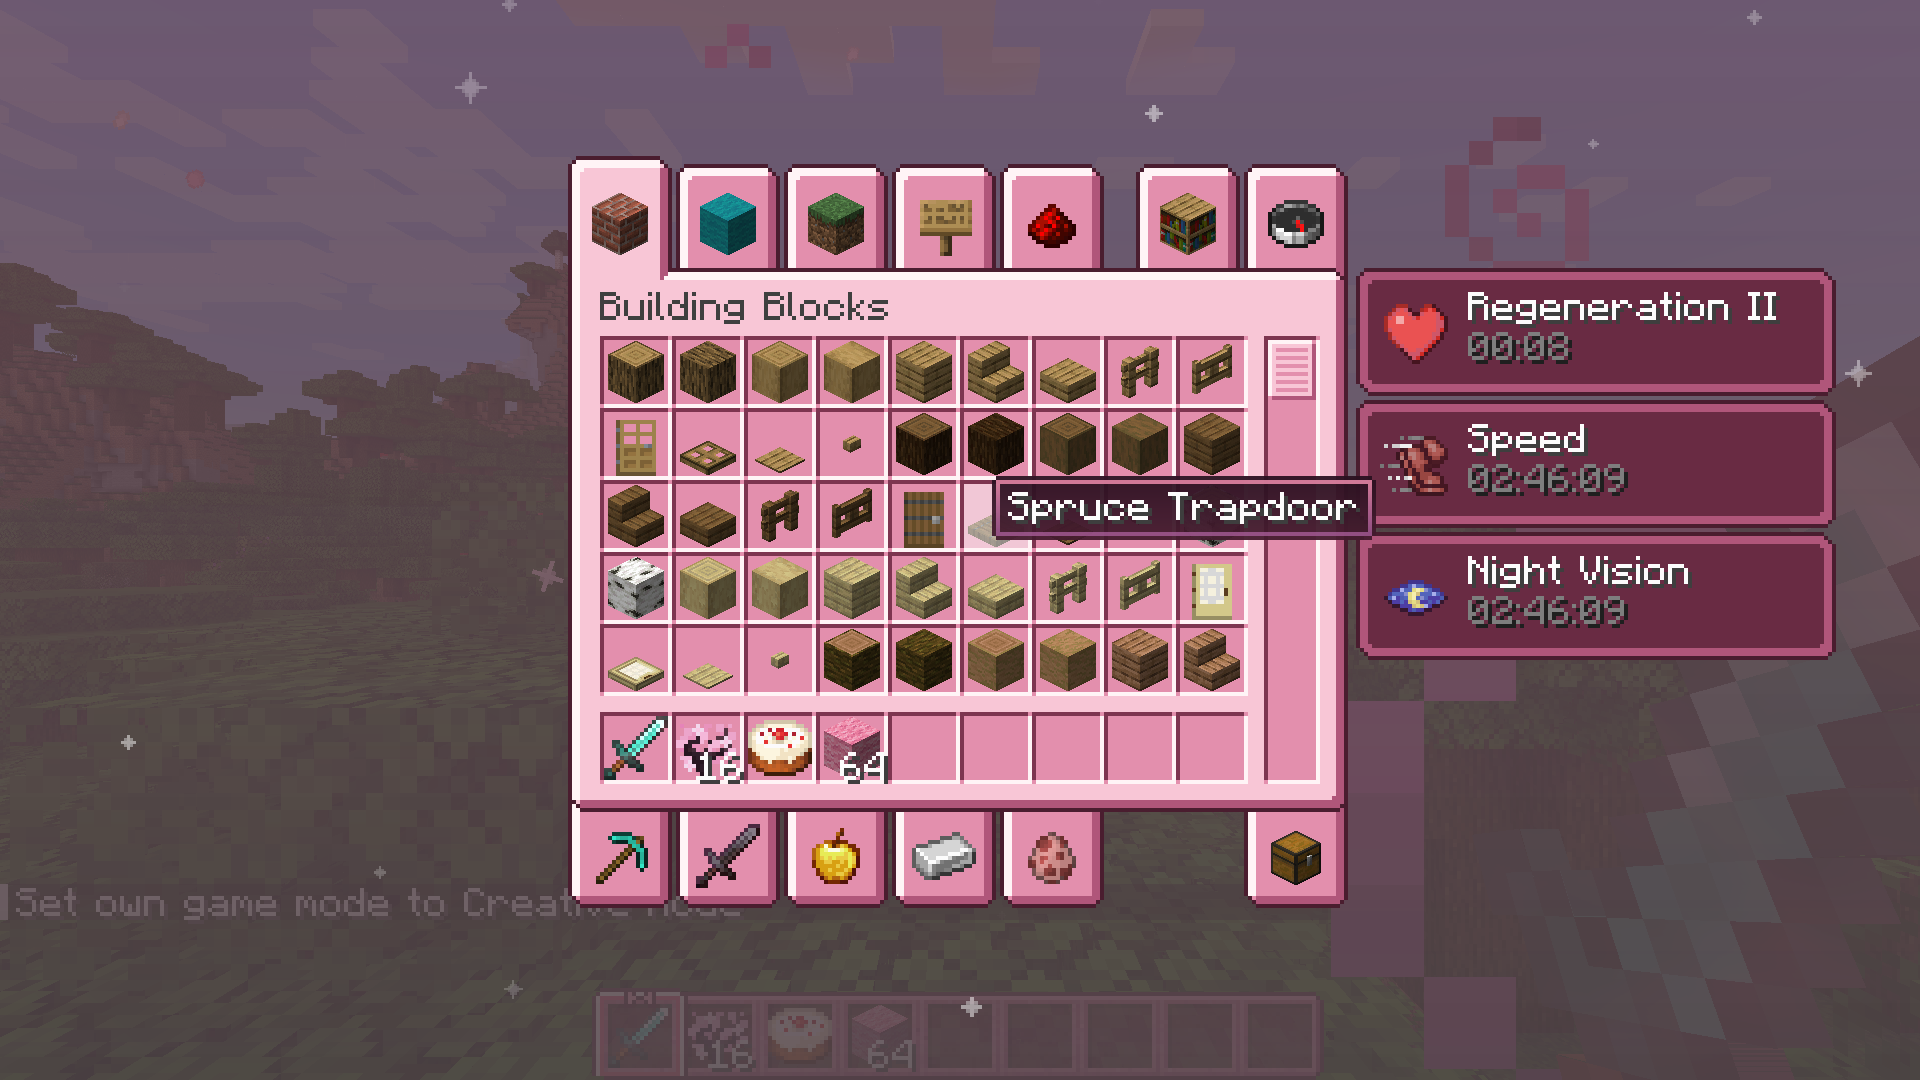 Building Blocks
Regeneration II
00:08
Speed
02:46:09
Spruce Trapdoor
Night Vision
02:46:09
16
64
Set own game mode to Creative Mode
16
64